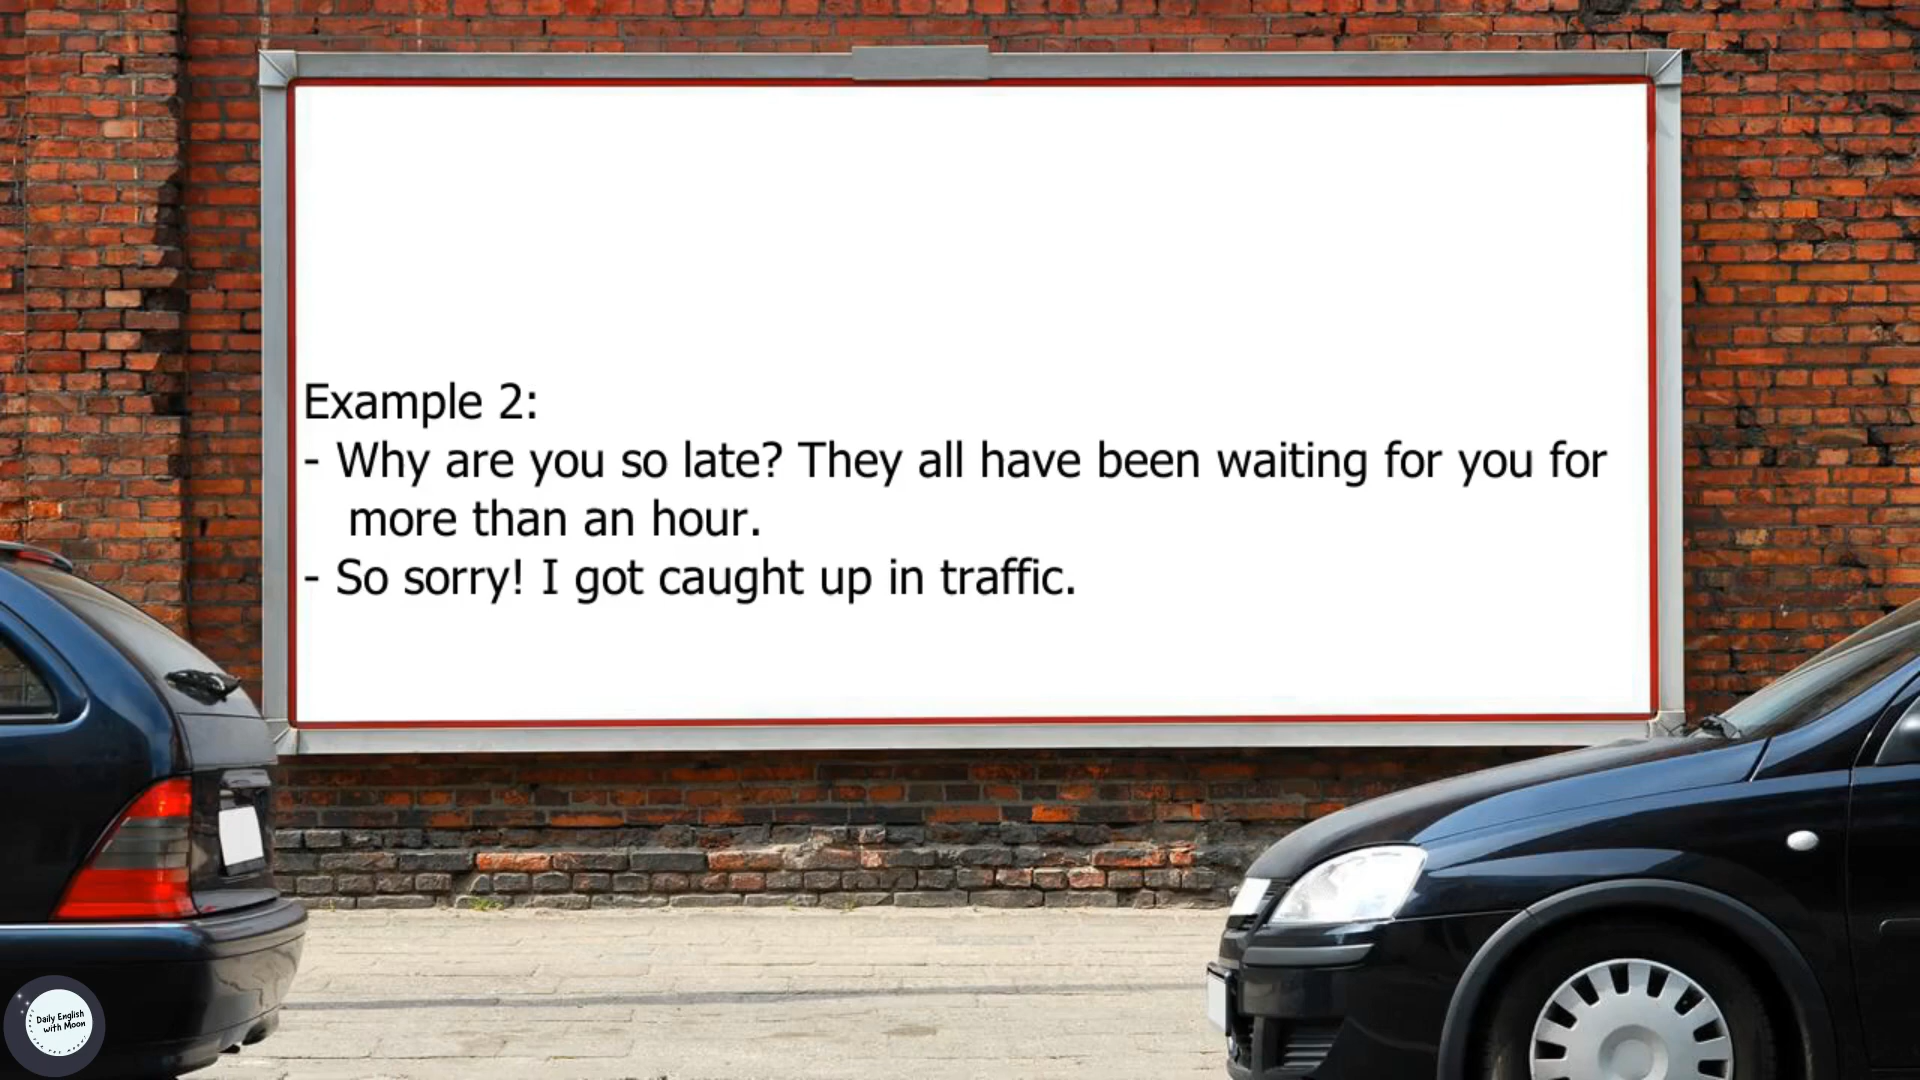 Example 2:
- Why are you so late? They all have been waiting for you for
more than an hour.
- So sorry! I got caught up in traffic.
Daily English
with Moon